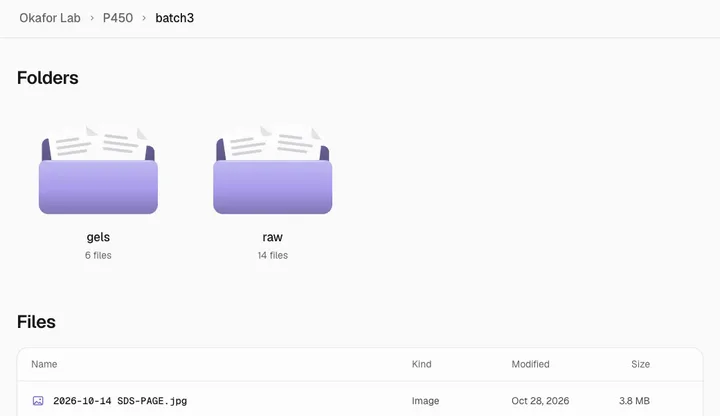 Okafor Lab › P450 › batch3
Folders
gels raw
6 files 14 files
Files
Name Kind Modified Size
2026-10-14 SDS-PAGE.jpg Image Oct 28, 2026 3.8 MB